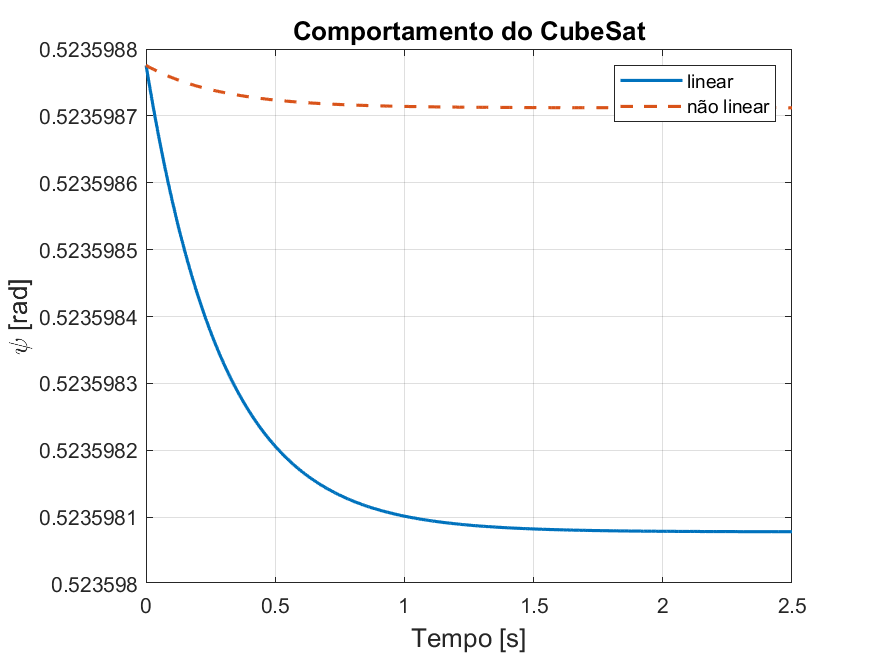 Comportamento do CubeSat
0.5235988
0.5235987
0.5235986
0.5235985
0.5235984
0.5235983
0.5235982
0.5235981
0.523598
ψ [rad]
linear
não linear
0 0.5 1 1.5 2 2.5
Tempo [s]